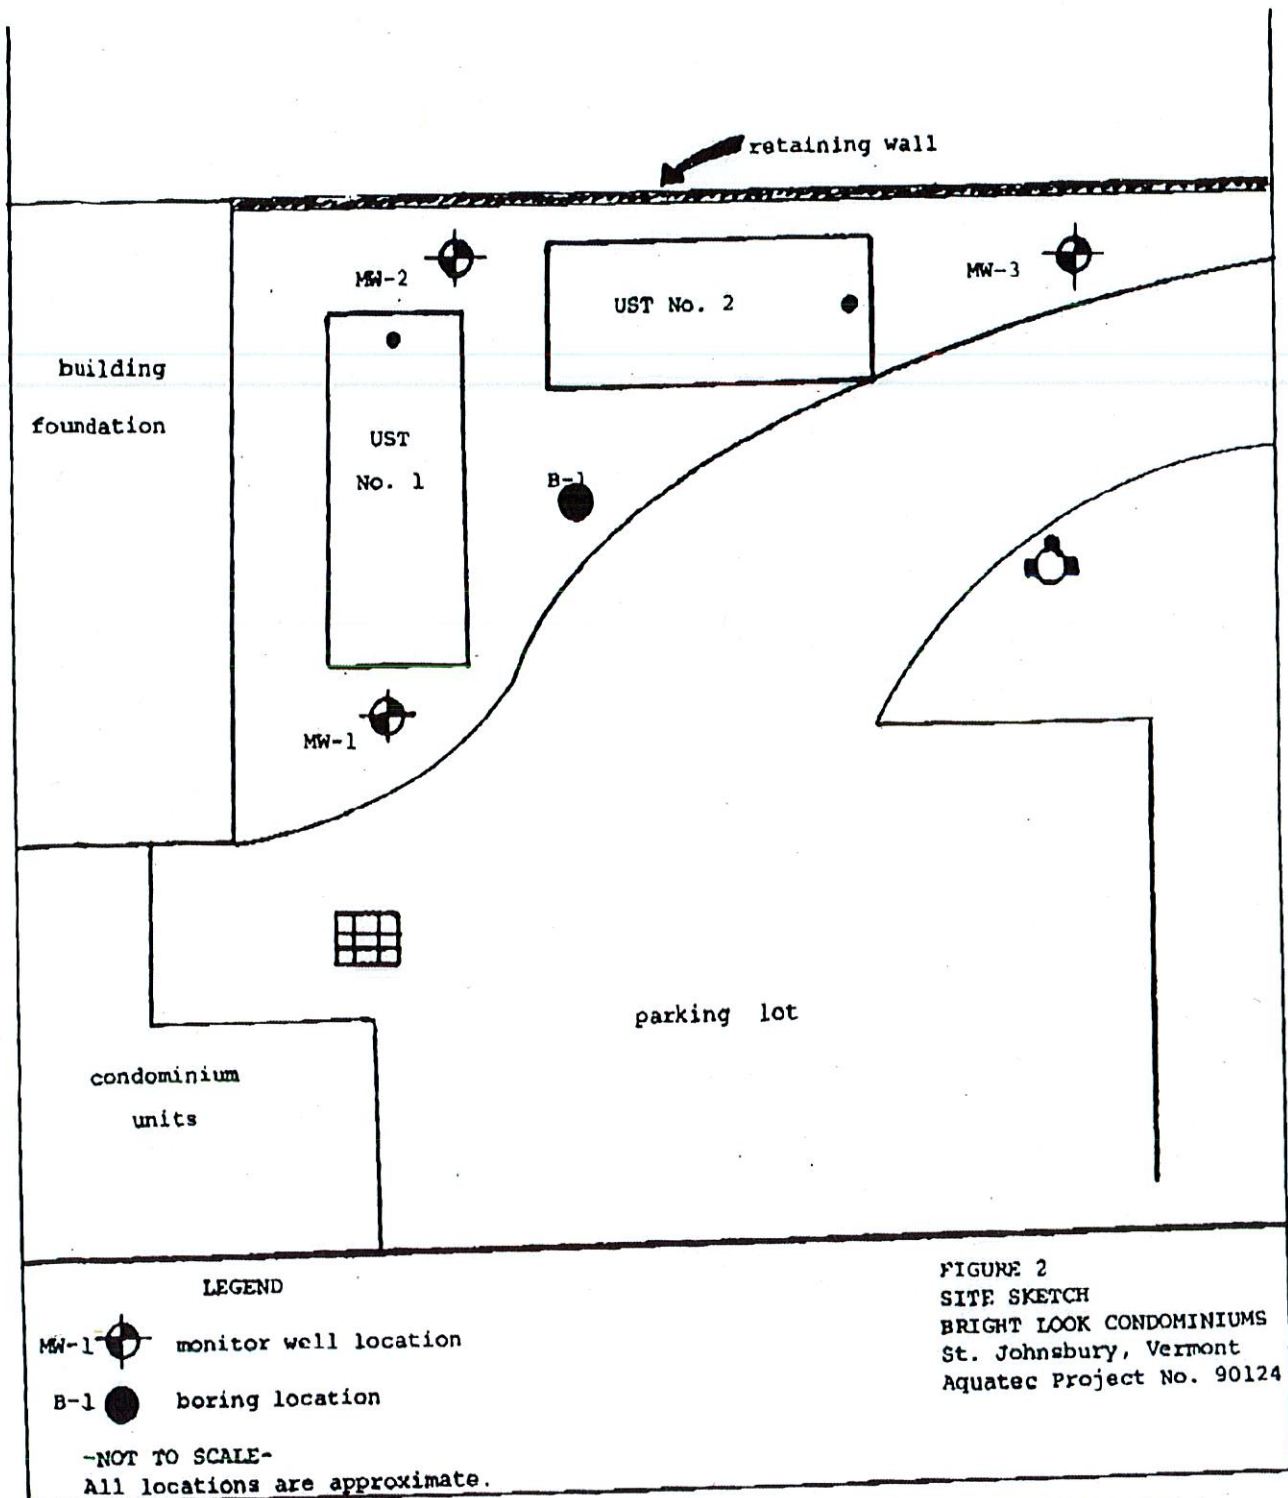 retaining wall
MW-2
UST No. 2
MW-3
building
foundation
UST
No. 1
B-1
MW-1
parking lot
condominium
units
LEGEND
MW-1 monitor well location
B-1 boring location
-NOT TO SCALE-
All locations are approximate.
FIGURE 2
SITE SKETCH
BRIGHT LOOK CONDOMINIUMS
St. Johnsbury, Vermont
Aquatec Project No. 90124